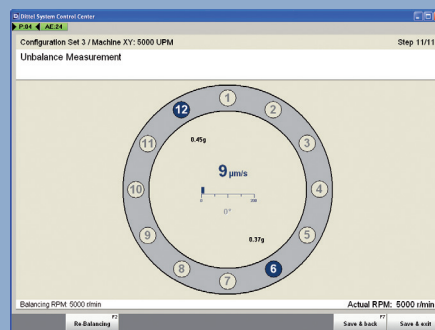 Dittel System Control Center
P:04 AE:24
Configuration Set 3 / Machine XY: 5000 UPM Step 11/11
Unbalance Measurement
1
12 2
0.45g
11 3
9 µm/s
10 4
0°
0.37g
9 5
8 6
7
Balancing RPM: 5000 r/min Actual RPM: 5000 r/min
F2 F7
Re-Balancing Save & back Save & exit